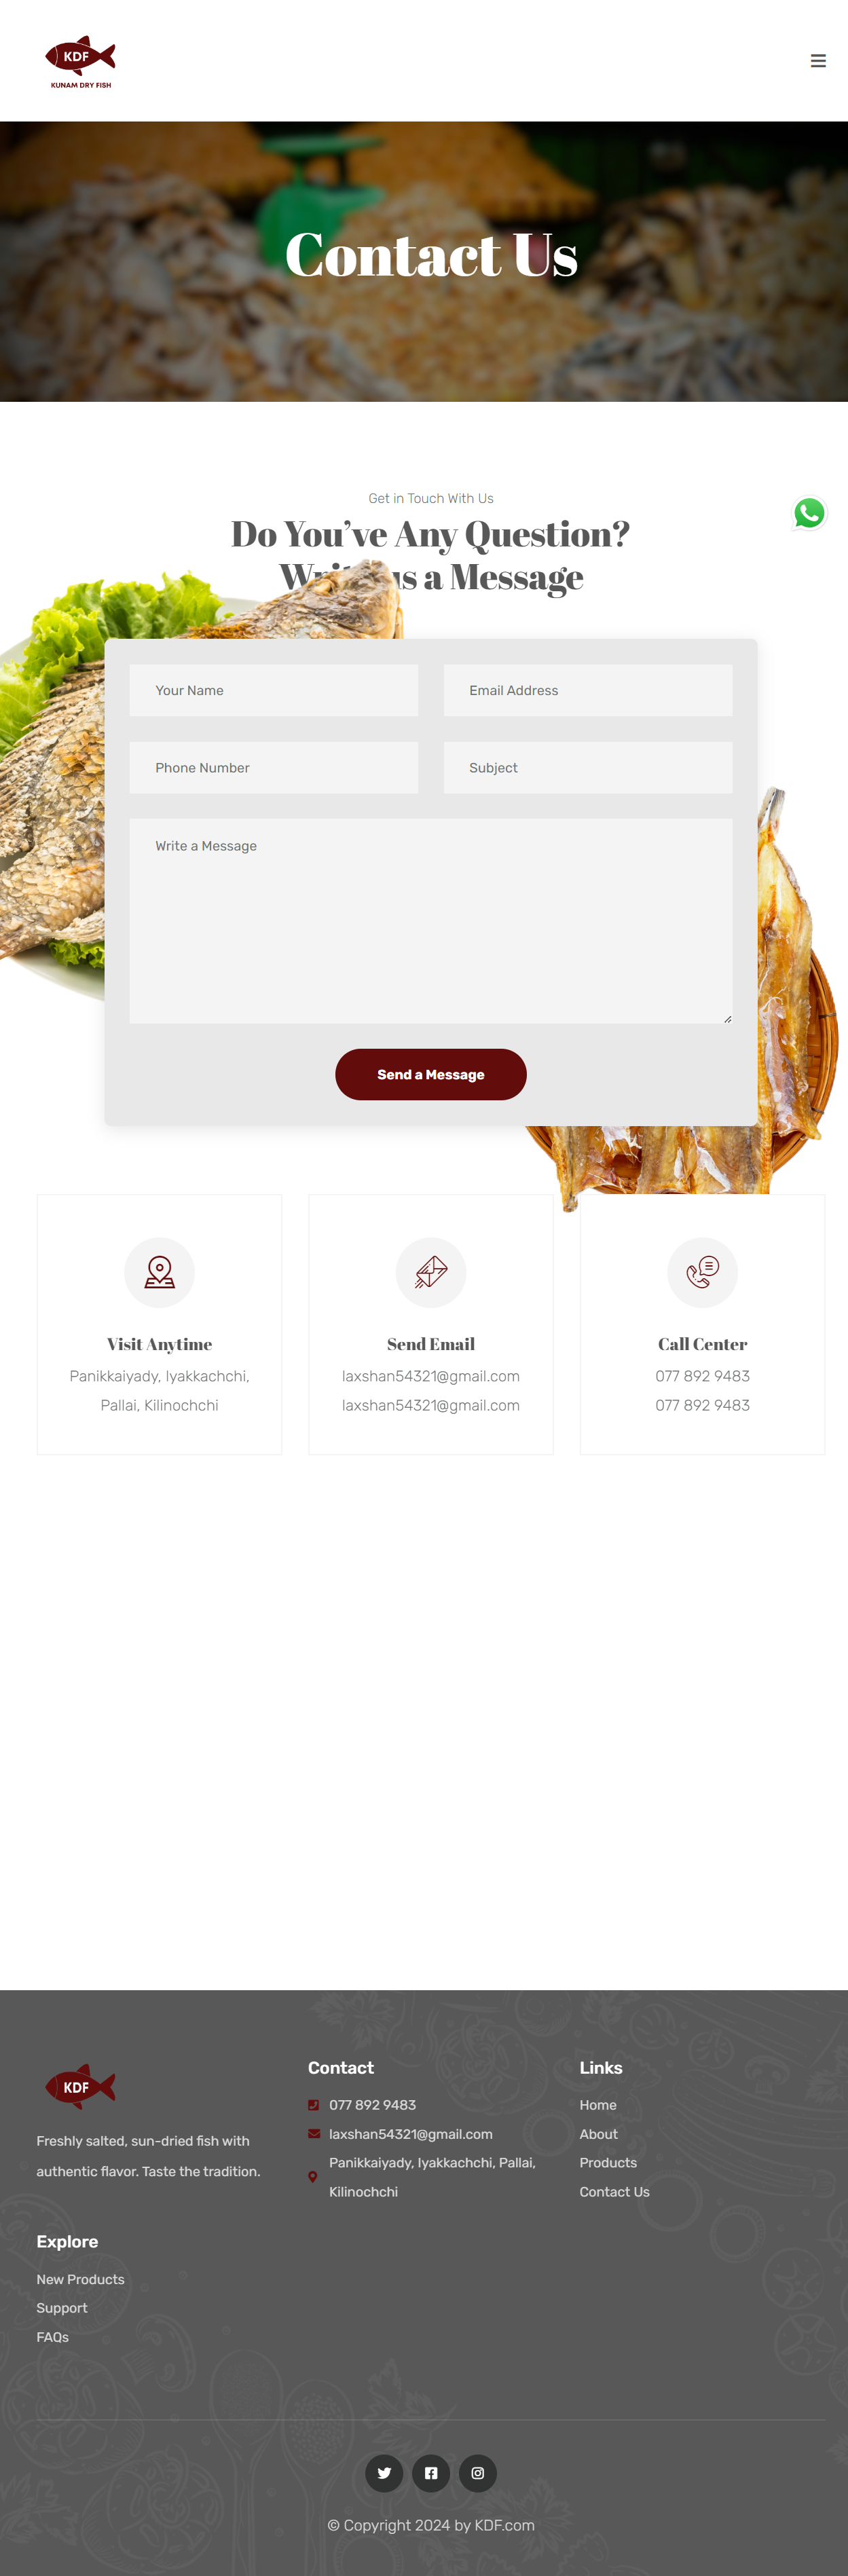 KDF
KUNAM DRY FISH
Contact Us
Get in Touch With Us
Do You’ve Any Question?
Write us a Message
Your Name
Email Address
Phone Number
Subject
Write a Message
Send a Message
Visit Anytime
Panikkaiyady, Iyakkachchi,
Pallai, Kilinochchi
Send Email
laxshan54321@gmail.com
laxshan54321@gmail.com
Call Center
077 892 9483
077 892 9483
KDF
Freshly salted, sun-dried fish with
authentic flavor. Taste the tradition.
Contact
077 892 9483
laxshan54321@gmail.com
Panikkaiyady, Iyakkachchi, Pallai,
Kilinochchi
Links
Home
About
Products
Contact Us
Explore
New Products
Support
FAQs
© Copyright 2024 by KDF.com